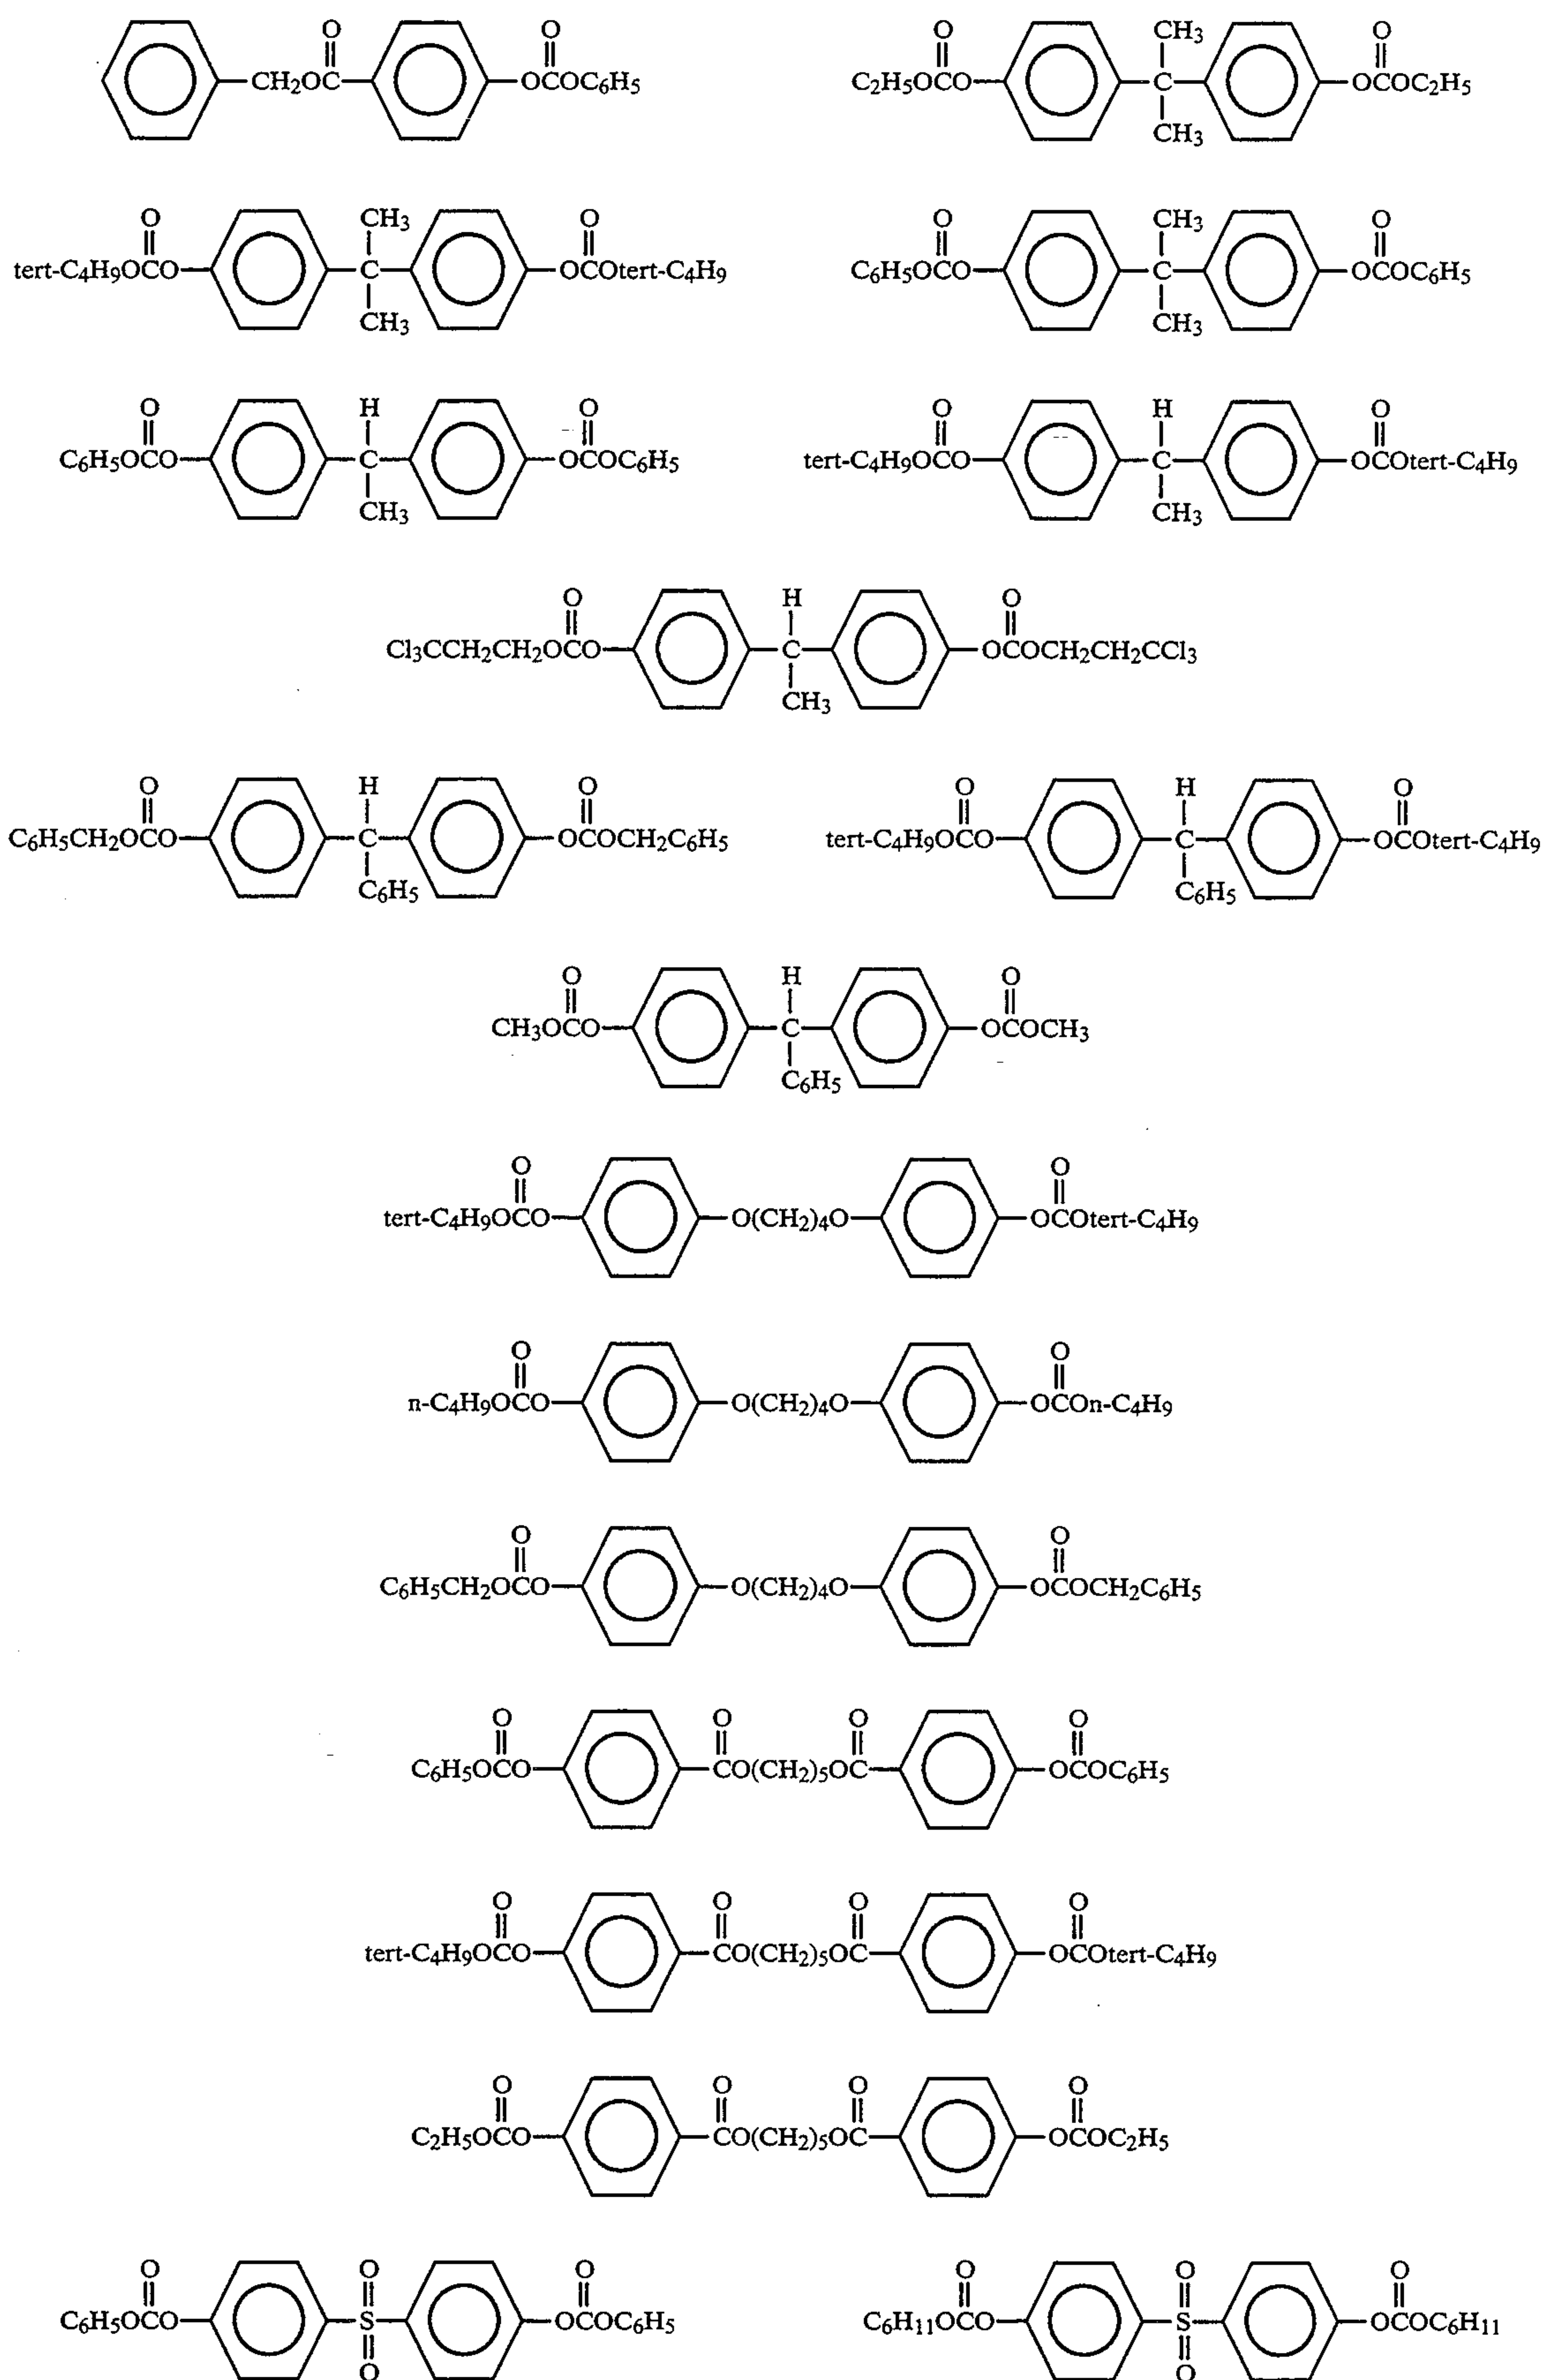 O O
CH2OC OCOC6H5
O CH3 O
C2H5OCO C OCOC2H5
CH3
O CH3 O
tert-C4H9OCO C OCOtert-C4H9
CH3
O CH3 O
C6H5OCO C OCOC6H5
CH3
O H O
C6H5OCO C OCOC6H5
CH3
O H O
tert-C4H9OCO C OCOtert-C4H9
CH3
O H O
Cl3CCH2CH2OCO C OCOCH2CH2CCl3
CH3
O H O
C6H5CH2OCO C OCOCH2C6H5
C6H5
O H O
tert-C4H9OCO C OCOtert-C4H9
C6H5
O H O
CH3OCO C OCOCH3
C6H5
O O
tert-C4H9OCO O(CH2)4O OCOtert-C4H9
O O
n-C4H9OCO O(CH2)4O OCOn-C4H9
O O
C6H5CH2OCO O(CH2)4O OCOCH2C6H5
O O O O
C6H5OCO CO(CH2)5OC OCOC6H5
O O O O
tert-C4H9OCO CO(CH2)5OC OCOtert-C4H9
O O O O
C2H5OCO CO(CH2)5OC OCOC2H5
O O O
C6H5OCO S OCOC6H5
O
O O O
C6H11OCO S OCOC6H11
O